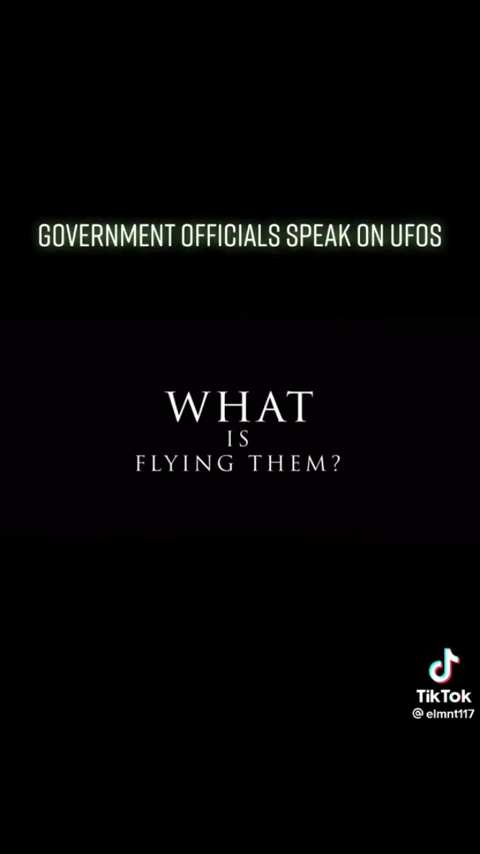 GOVERNMENT OFFICIALS SPEAK ON UFOS
WHAT
IS
FLYING THEM?
TikTok
@elmnt117